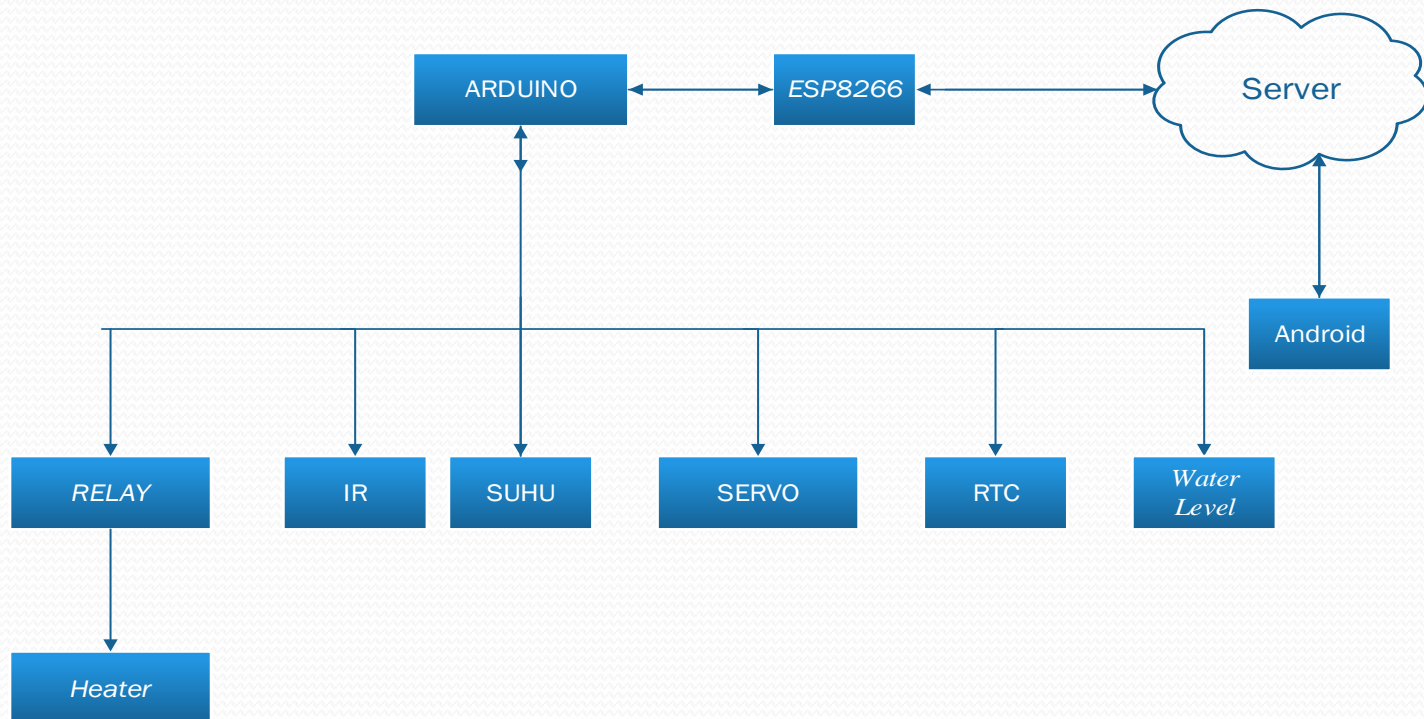 ARDUINO
ESP8266
Server
Android
RELAY
IR
SUHU
SERVO
RTC
Water
Level
Heater